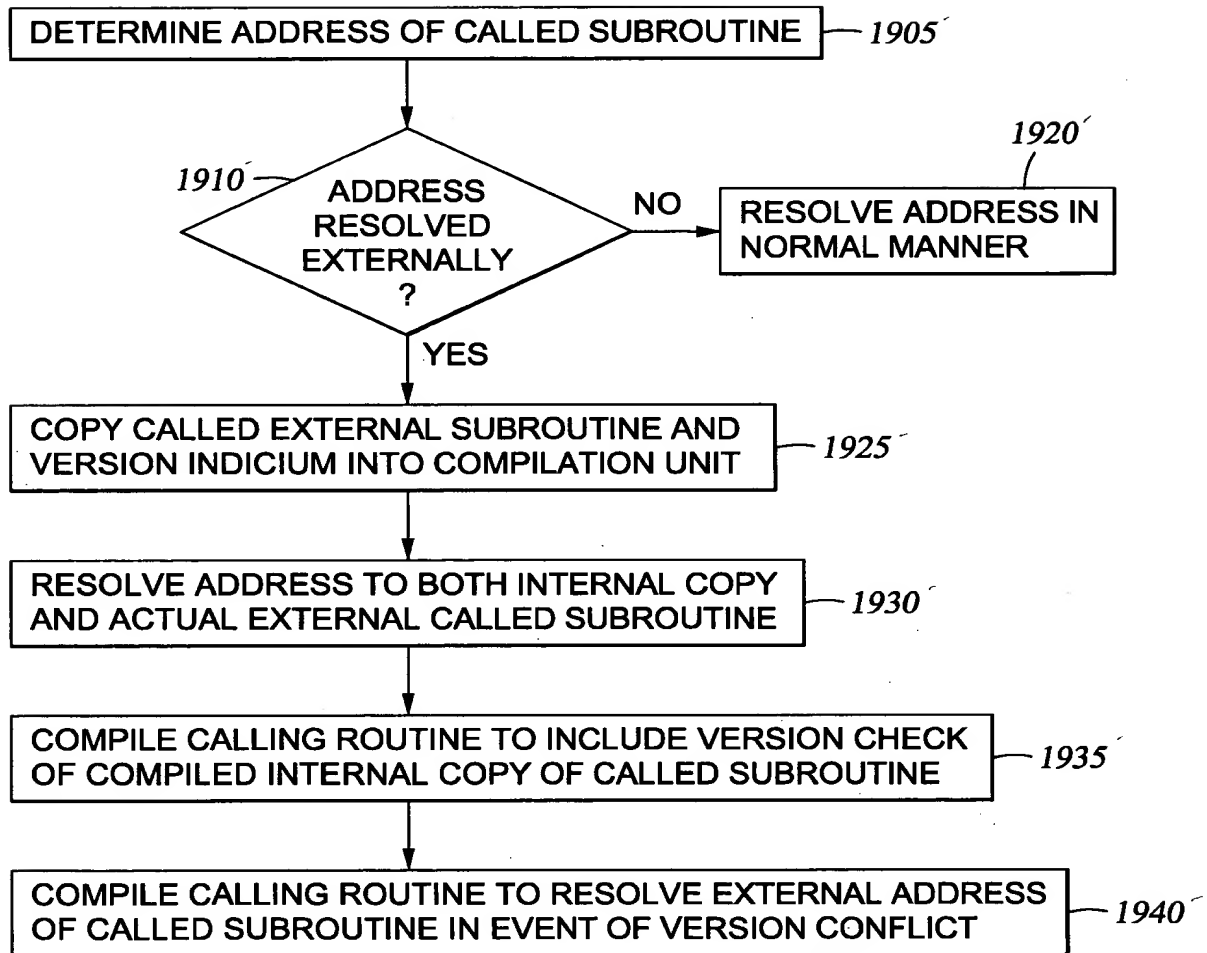 DETERMINE ADDRESS OF CALLED SUBROUTINE
1905´
1920´
1910´
ADDRESS
RESOLVED
EXTERNALLY
?
NO
RESOLVE ADDRESS IN
NORMAL MANNER
YES
COPY CALLED EXTERNAL SUBROUTINE AND
VERSION INDICIUM INTO COMPILATION UNIT
1925´
RESOLVE ADDRESS TO BOTH INTERNAL COPY
AND ACTUAL EXTERNAL CALLED SUBROUTINE
1930´
COMPILE CALLING ROUTINE TO INCLUDE VERSION CHECK
OF COMPILED INTERNAL COPY OF CALLED SUBROUTINE
1935´
COMPILE CALLING ROUTINE TO RESOLVE EXTERNAL ADDRESS
OF CALLED SUBROUTINE IN EVENT OF VERSION CONFLICT
1940´